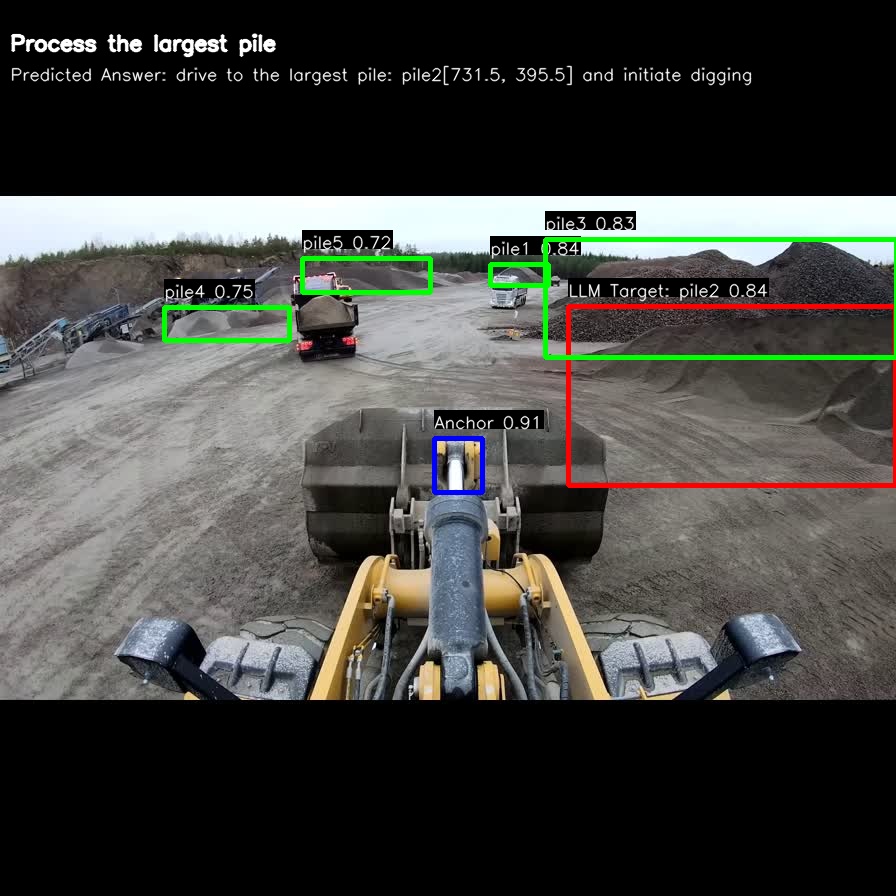 Process the largest pile
Predicted Answer: drive to the largest pile: pile2[731.5, 395.5] and initiate digging
pile3 0.83
pile5 0.72
pile1 0.84
pile4 0.75
LLM Target: pile2 0.84
Anchor 0.91